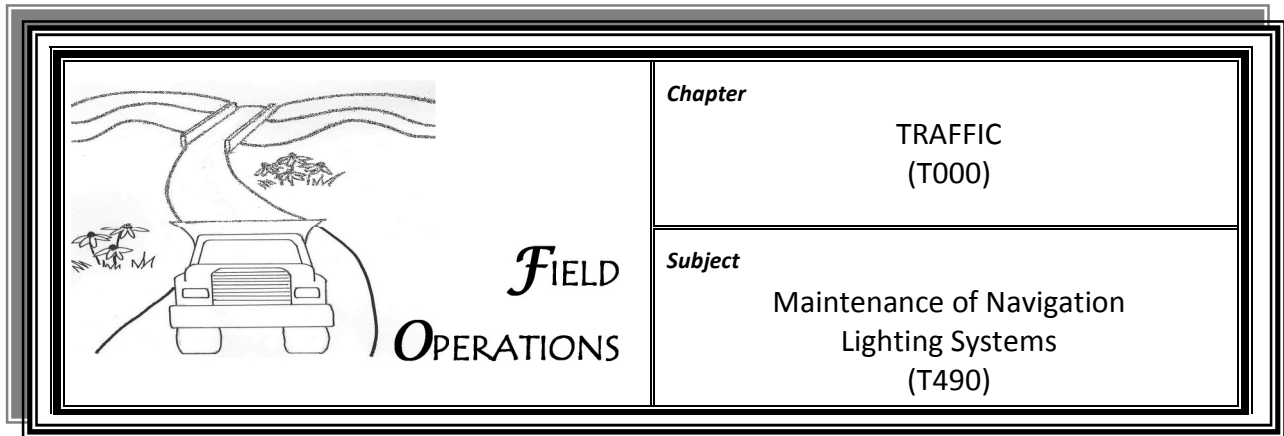 FIELD
OPERATIONS
Chapter
TRAFFIC
(T000)
Subject
Maintenance of Navigation
Lighting Systems
(T490)